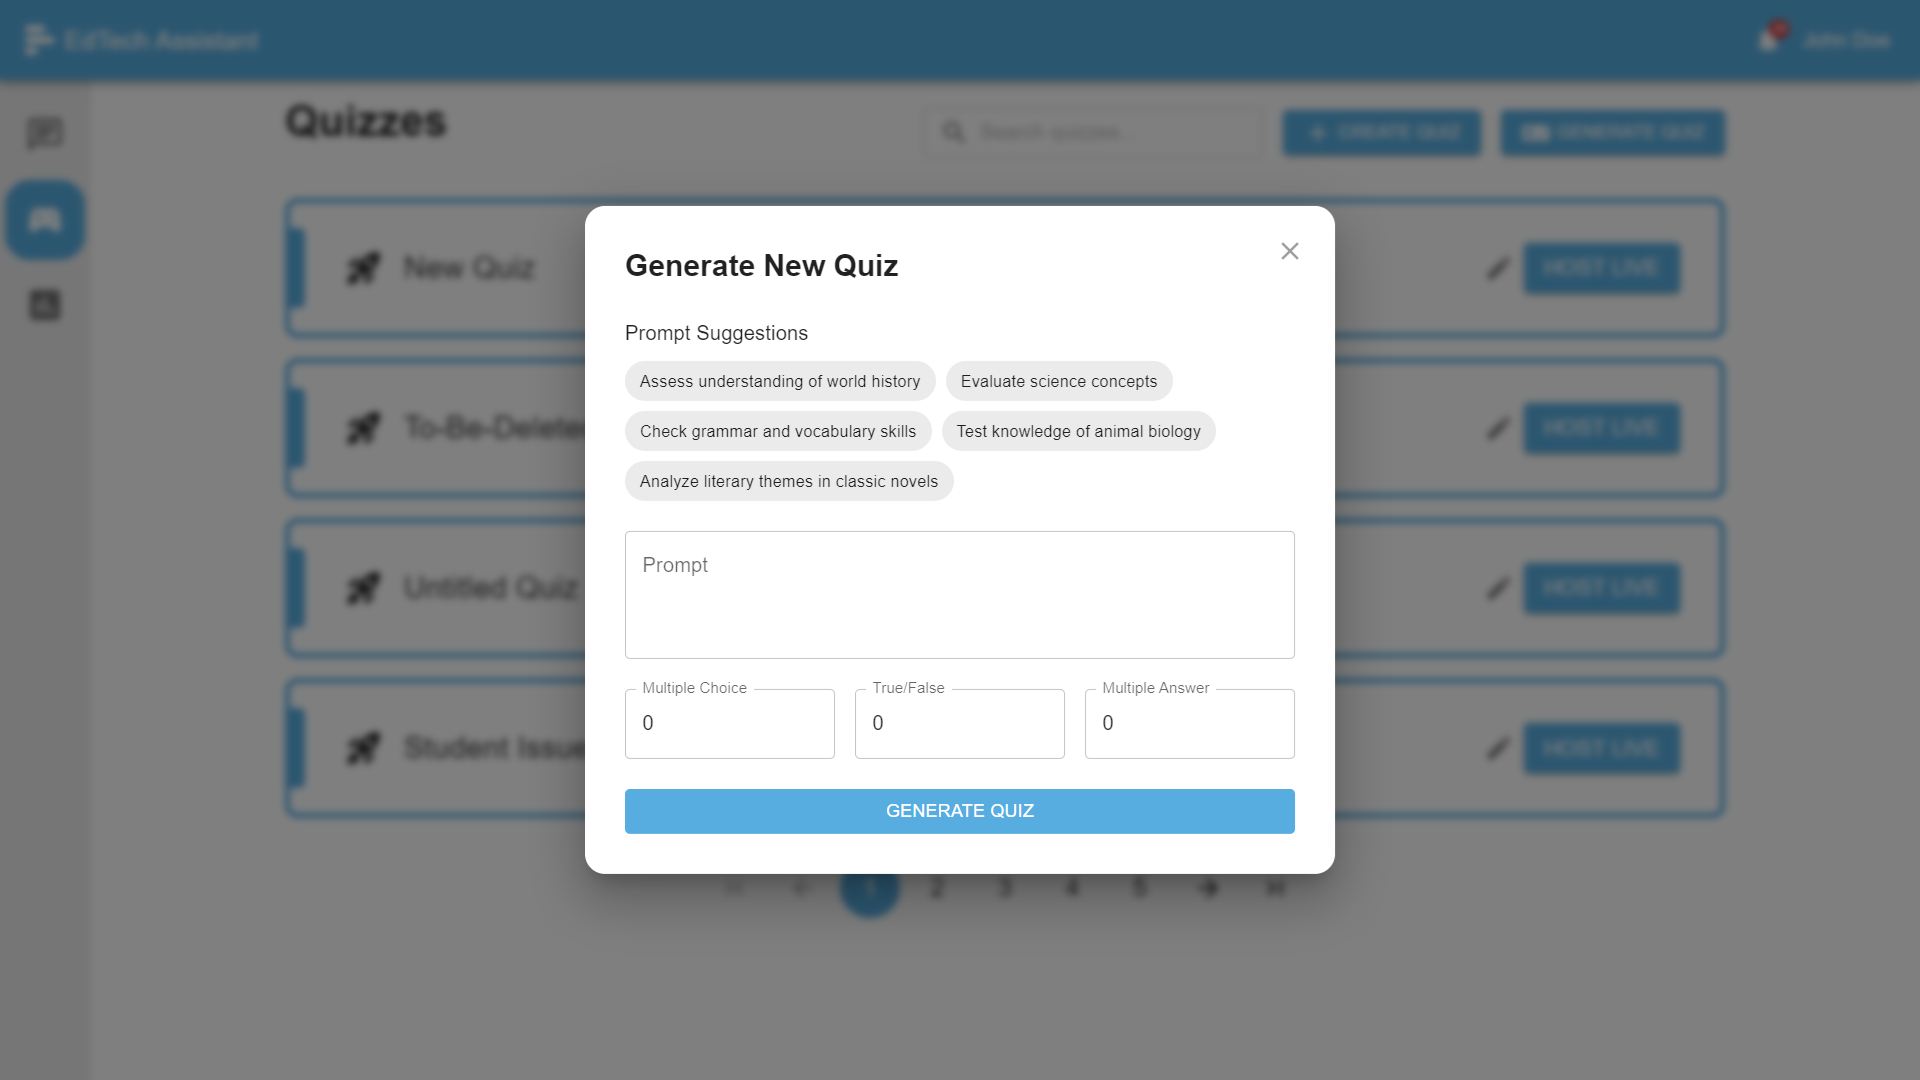 EdTech Assistant
John Doe
Quizzes
Search quizzes...
CREATE QUIZ
GENERATE QUIZ
New Quiz
HOST LIVE
To-Be-Delete
HOST LIVE
Untitled Quiz
HOST LIVE
Student Issue
HOST LIVE
Generate New Quiz
Prompt Suggestions
Assess understanding of world history
Evaluate science concepts
Check grammar and vocabulary skills
Test knowledge of animal biology
Analyze literary themes in classic novels
Prompt
Multiple Choice
0
True/False
0
Multiple Answer
0
GENERATE QUIZ
1 2 3 4 5